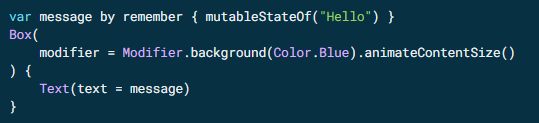 var message by remember { mutableStateOf("Hello") }
Box(
    modifier = Modifier.background(Color.Blue).animateContentSize()
) {
    Text(text = message)
}